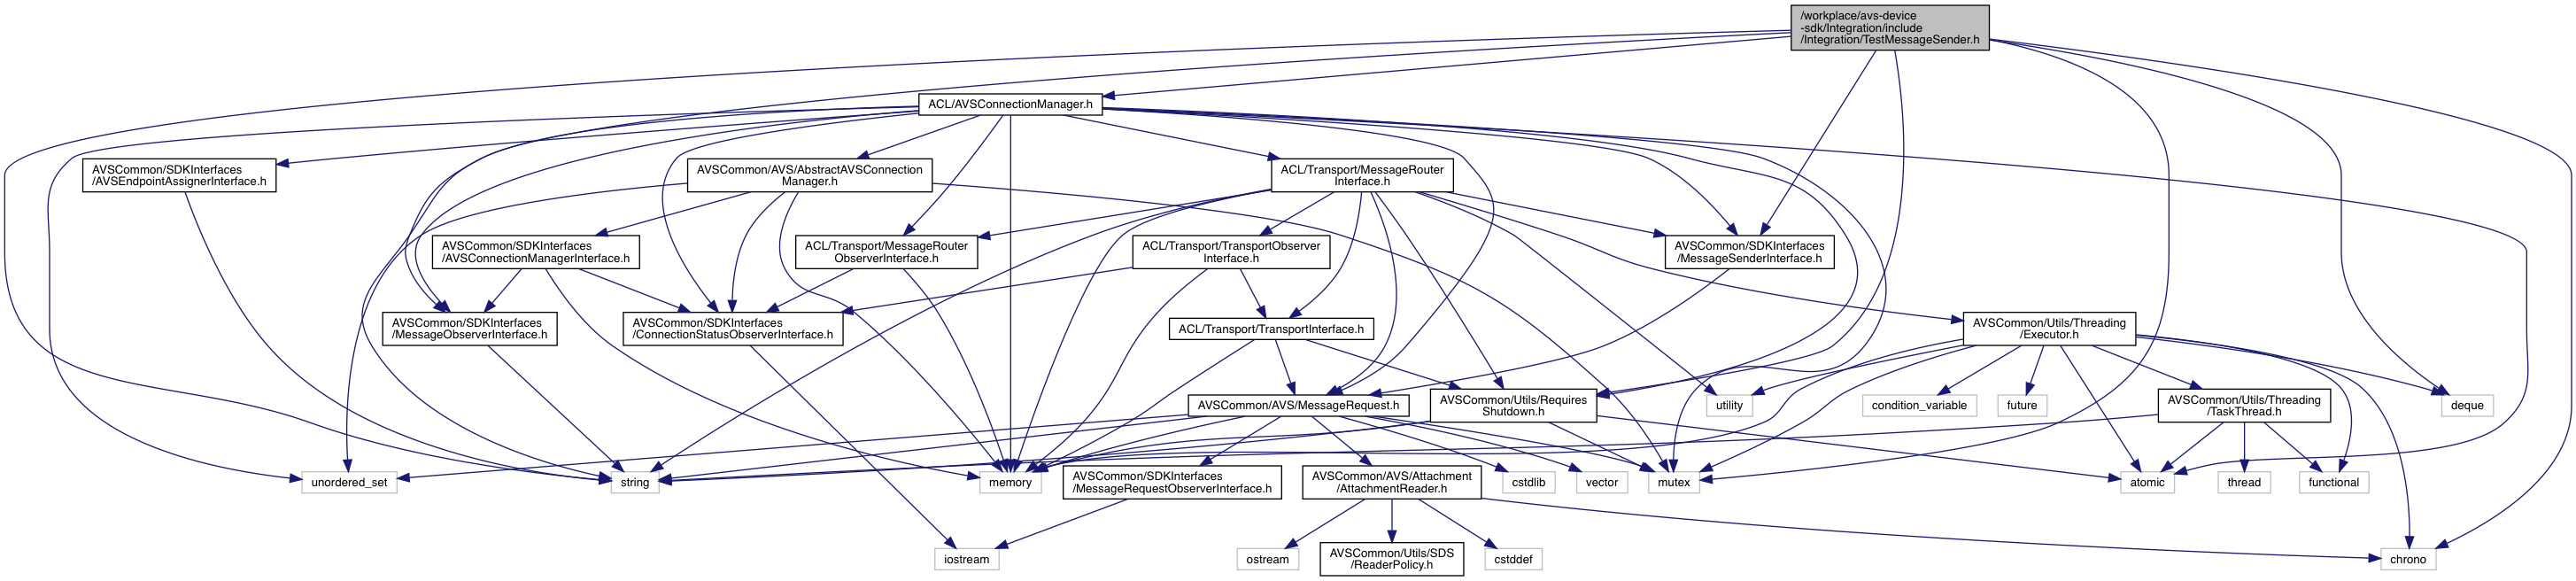 /workplace/avs-device
-sdk/Integration/include
/Integration/TestMessageSender.h
ACL/AVSConnectionManager.h
AVSCommon/SDKInterfaces
/AVSEndpointAssignerInterface.h
AVSCommon/AVS/AbstractAVSConnection
Manager.h
ACL/Transport/MessageRouter
Interface.h
AVSCommon/SDKInterfaces
/AVSConnectionManagerInterface.h
ACL/Transport/MessageRouter
ObserverInterface.h
ACL/Transport/TransportObserver
Interface.h
AVSCommon/SDKInterfaces
/MessageSenderInterface.h
AVSCommon/SDKInterfaces
/MessageObserverInterface.h
AVSCommon/SDKInterfaces
/ConnectionStatusObserverInterface.h
ACL/Transport/TransportInterface.h
AVSCommon/Utils/Threading
/Executor.h
AVSCommon/AVS/MessageRequest.h
AVSCommon/Utils/Requires
Shutdown.h
utility
condition_variable
future
AVSCommon/Utils/Threading
/TaskThread.h
deque
unordered_set
string
memory
AVSCommon/SDKInterfaces
/MessageRequestObserverInterface.h
AVSCommon/AVS/Attachment
/AttachmentReader.h
cstdlib
vector
mutex
atomic
thread
functional
iostream
ostream
AVSCommon/Utils/SDS
/ReaderPolicy.h
cstddef
chrono